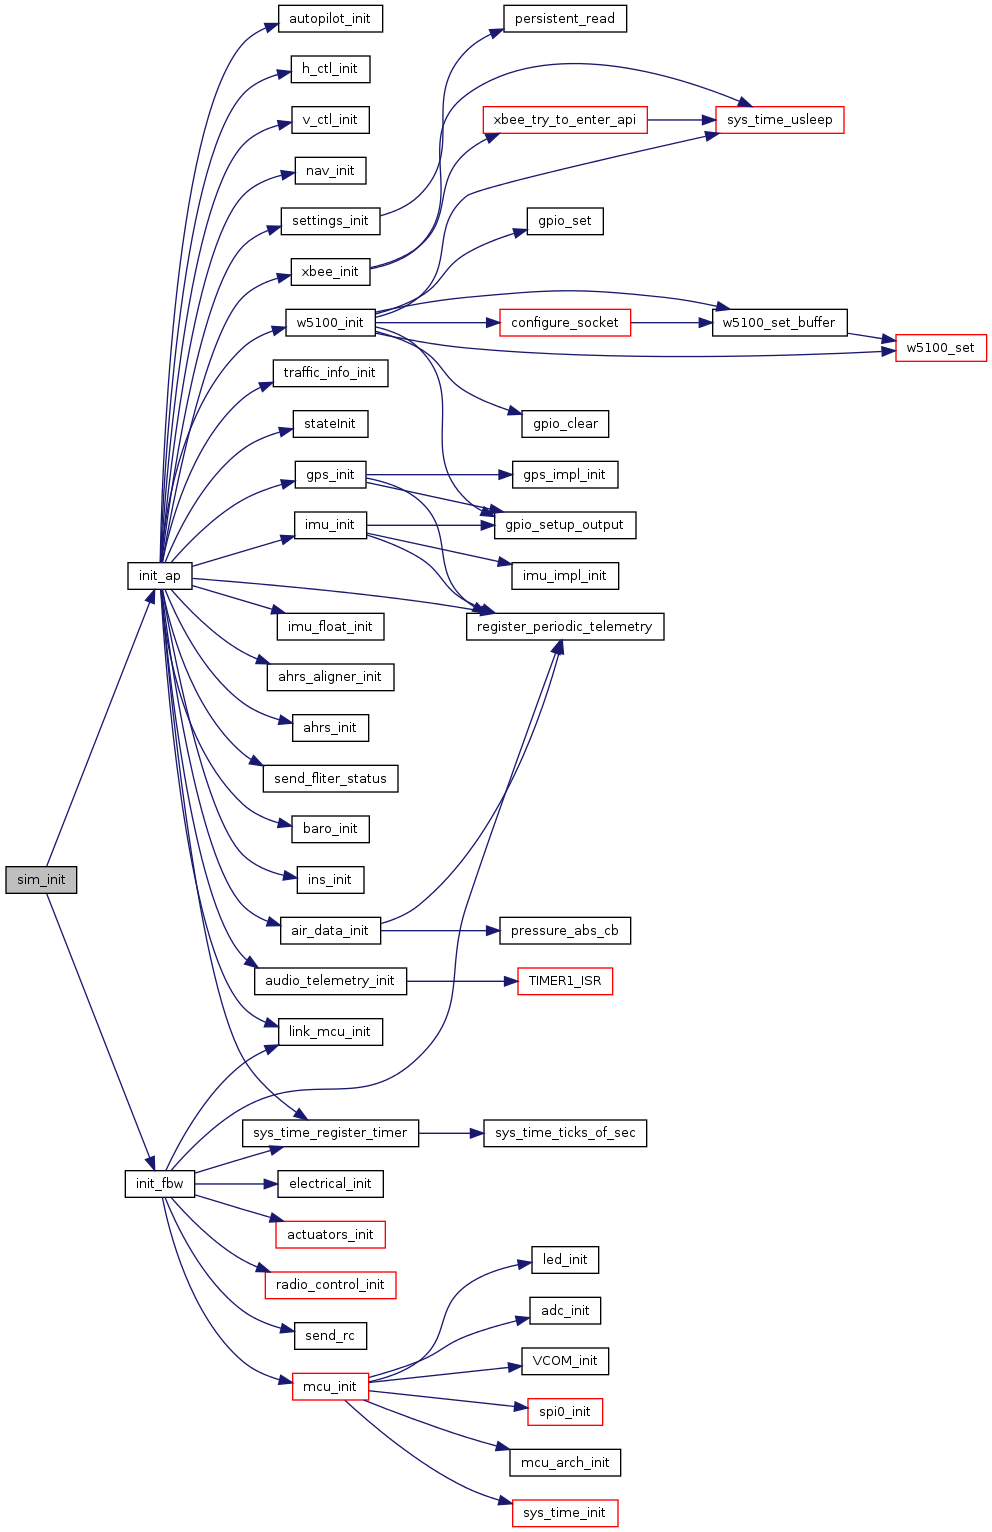 autopilot_init
persistent_read
h_ctl_init
v_ctl_init
xbee_try_to_enter_api
sys_time_usleep
nav_init
settings_init
gpio_set
xbee_init
w5100_init
configure_socket
w5100_set_buffer
w5100_set
traffic_info_init
stateInit
gpio_clear
gps_init
gps_impl_init
imu_init
gpio_setup_output
init_ap
imu_impl_init
imu_float_init
register_periodic_telemetry
ahrs_aligner_init
ahrs_init
send_fliter_status
baro_init
sim_init
ins_init
air_data_init
pressure_abs_cb
audio_telemetry_init
TIMER1_ISR
link_mcu_init
sys_time_register_timer
sys_time_ticks_of_sec
init_fbw
electrical_init
actuators_init
led_init
radio_control_init
adc_init
send_rc
VCOM_init
mcu_init
spi0_init
mcu_arch_init
sys_time_init